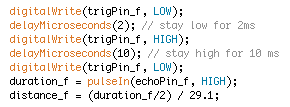 digitalWrite(trigPin_f, LOW);
delayMicroseconds(2); // stay low for 2ms
digitalWrite(trigPin_f, HIGH);
delayMicroseconds(10); // stay high for 10 ms
digitalWrite(trigPin_f, LOW);
duration_f = pulseIn(echoPin_f, HIGH);
distance_f = (duration_f/2) / 29.1;